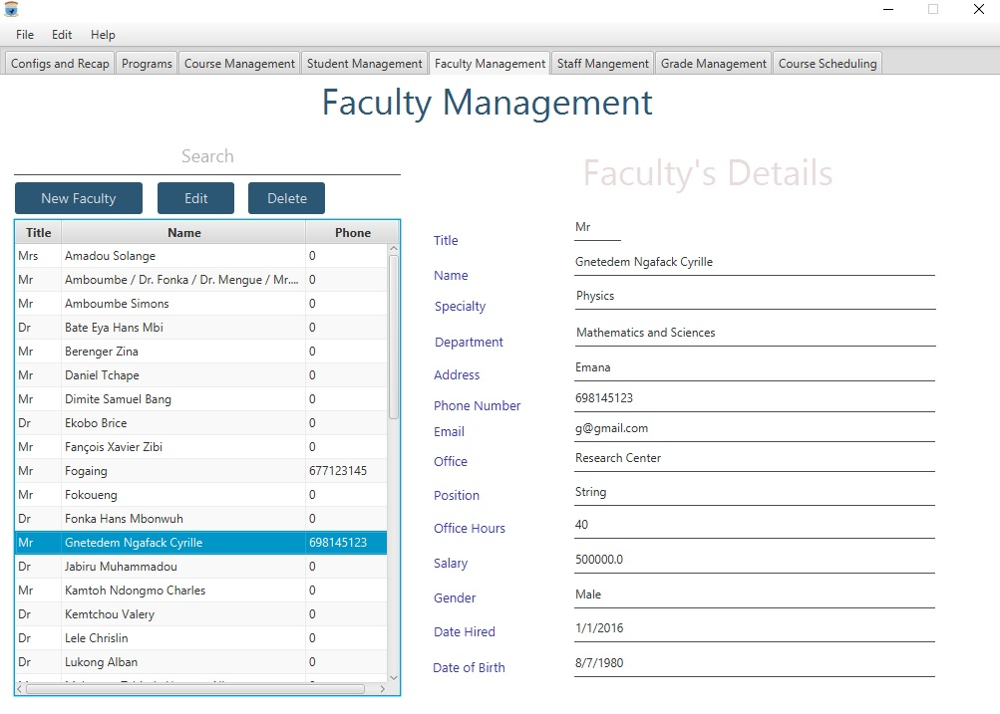 File Edit Help
Configs and Recap Programs Course Management Student Management Faculty Management Staff Mangement Grade Management Course Scheduling
Faculty Management
Search
New Faculty Edit Delete
Title Name Phone
Mrs Amadou Solange 0
Mr Amboumbe / Dr. Fonka / Dr. Mengue / Mr.... 0
Mr Amboumbe Simons 0
Dr Bate Eya Hans Mbi 0
Mr Berenger Zina 0
Mr Daniel Tchape 0
Mr Dimite Samuel Bang 0
Dr Ekobo Brice 0
Mr Fançois Xavier Zibi 0
Mr Fogaing 677123145
Mr Fokoueng 0
Dr Fonka Hans Mbonwuh 0
Mr Gnetedem Ngafack Cyrille 698145123
Dr Jabiru Muhammadou 0
Mr Kamtoh Ndongmo Charles 0
Dr Kemtchou Valery 0
Dr Lele Chrislin 0
Dr Lukong Alban 0
Faculty's Details
Title Mr
Name Gnetedem Ngafack Cyrille
Specialty Physics
Department Mathematics and Sciences
Address Emana
Phone Number 698145123
Email g@gmail.com
Office Research Center
Position String
Office Hours 40
Salary 500000.0
Gender Male
Date Hired 1/1/2016
Date of Birth 8/7/1980